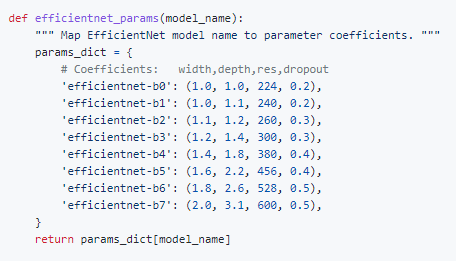 def efficientnet_params(model_name):
    """ Map EfficientNet model name to parameter coefficients. """
    params_dict = {
        # Coefficients:   width,depth,res,dropout
        'efficientnet-b0': (1.0, 1.0, 224, 0.2),
        'efficientnet-b1': (1.0, 1.1, 240, 0.2),
        'efficientnet-b2': (1.1, 1.2, 260, 0.3),
        'efficientnet-b3': (1.2, 1.4, 300, 0.3),
        'efficientnet-b4': (1.4, 1.8, 380, 0.4),
        'efficientnet-b5': (1.6, 2.2, 456, 0.4),
        'efficientnet-b6': (1.8, 2.6, 528, 0.5),
        'efficientnet-b7': (2.0, 3.1, 600, 0.5),
    }
    return params_dict[model_name]